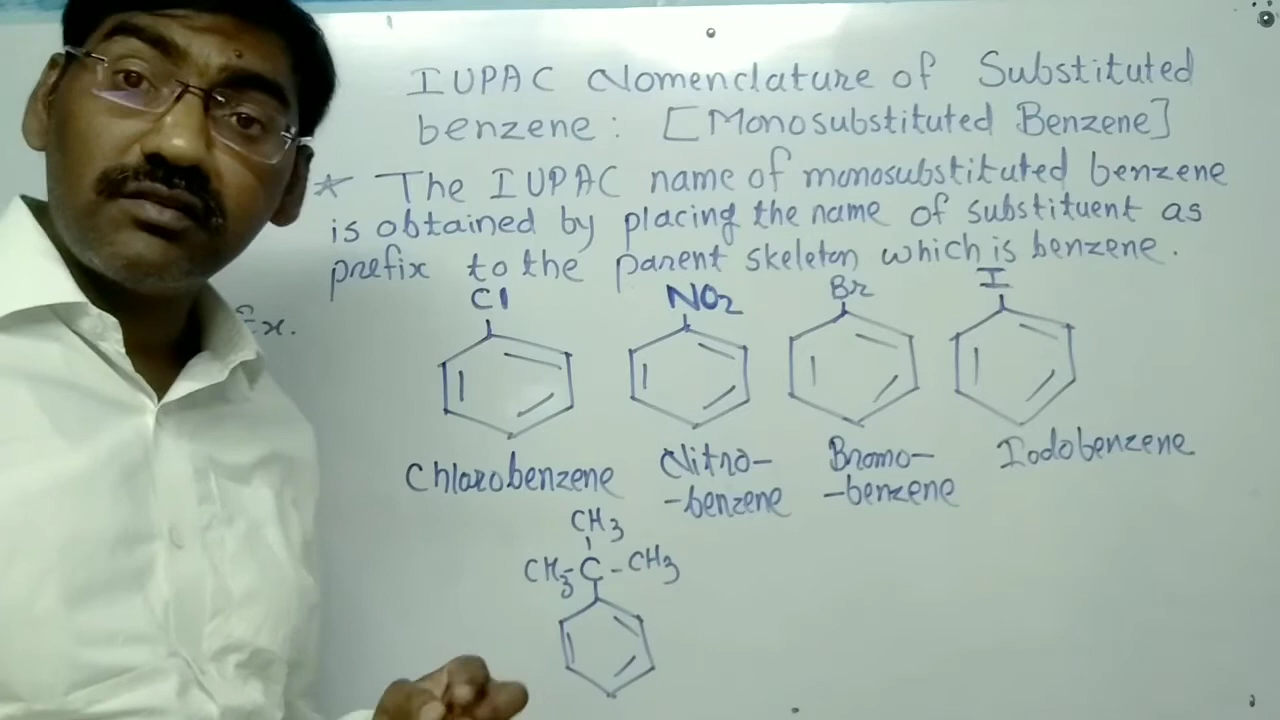 IUPAC Nomenclature of Substituted
benzene: [Monosubstituted Benzene]
* The IUPAC name of monosubstituted benzene
is obtained by placing the name of substituent as
prefix to the parent skeleton which is benzene.
Ex.
Cl NO2 Br I
Chlorobenzene Nitro- Bromo- Iodobenzene
-benzene -benzene
CH3
CH3-C-CH3